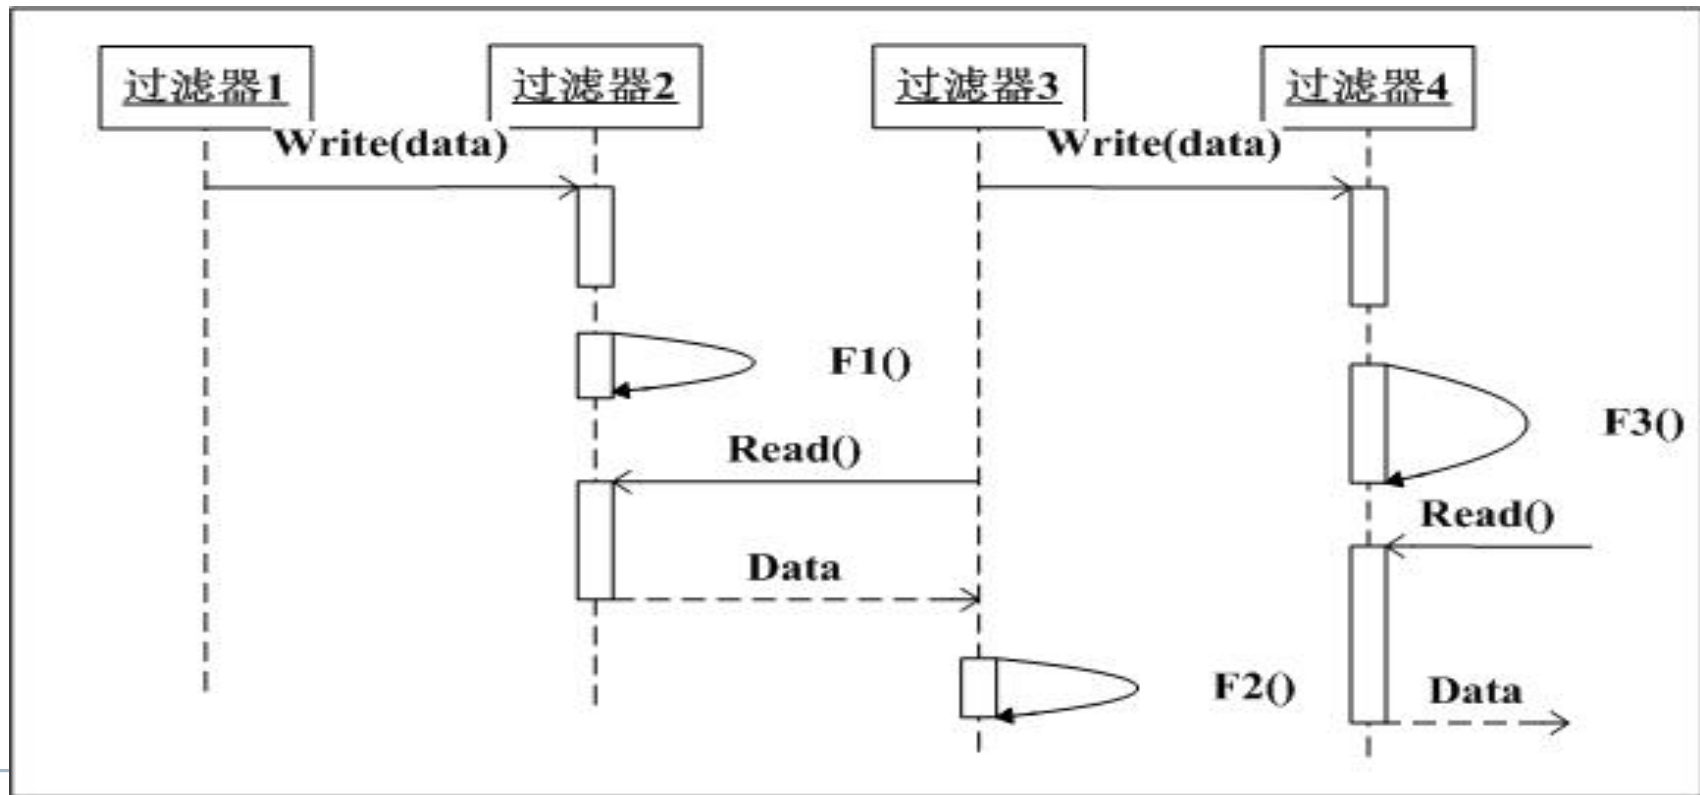 过滤器1
过滤器2
过滤器3
过滤器4
Write(data)
Write(data)
F1()
F3()
Read()
Read()
Data
F2()
Data